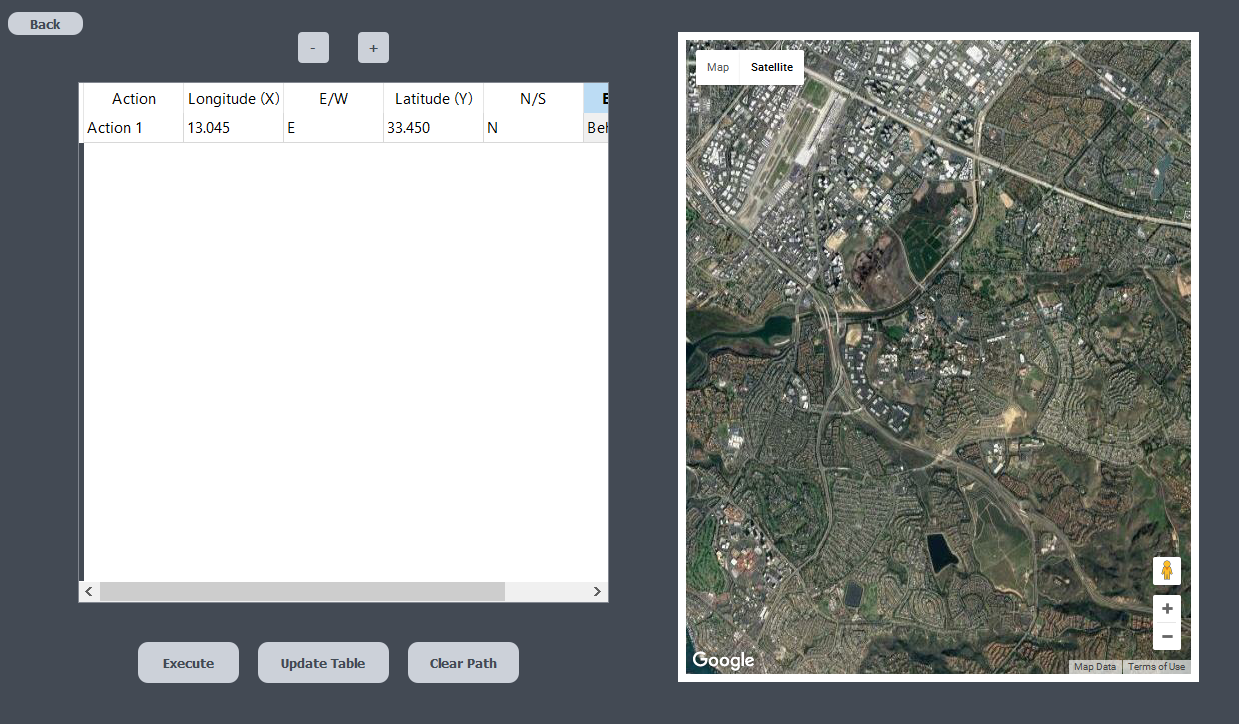 Back
- +
Action Longitude (X) E/W Latitude (Y) N/S
Action 1 13.045 E 33.450 N Beh
Execute Update Table Clear Path
Map Satellite
+
−
Google
Map Data Terms of Use